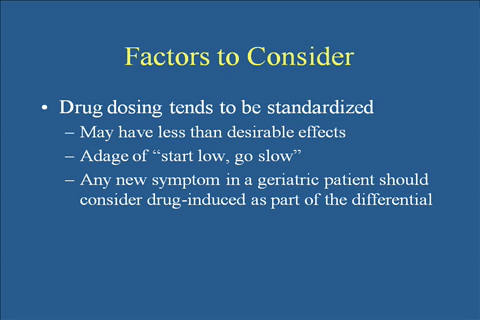 Factors to Consider
• Drug dosing tends to be standardized
– May have less than desirable effects
– Adage of “start low, go slow”
– Any new symptom in a geriatric patient should
consider drug-induced as part of the differential